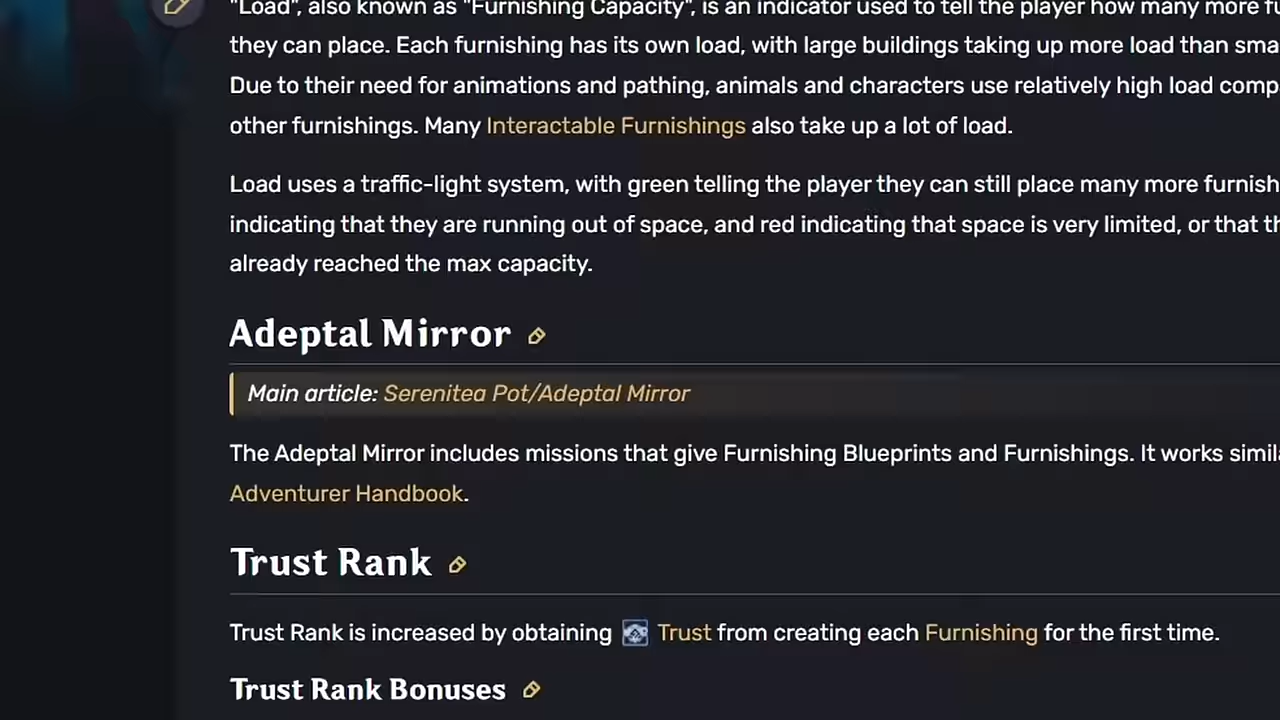 "Load", also known as "Furnishing Capacity", is an indicator used to tell the player how many more
they can place. Each furnishing has its own load, with large buildings taking up more load than
Due to their need for animations and pathing, animals and characters use relatively high load
other furnishings. Many Interactable Furnishings also take up a lot of load.
Load uses a traffic-light system, with green telling the player they can still place many more
indicating that they are running out of space, and red indicating that space is very limited, or that
already reached the max capacity.
Adeptal Mirror
Main article: Serenitea Pot/Adeptal Mirror
The Adeptal Mirror includes missions that give Furnishing Blueprints and Furnishings. It works
Adventurer Handbook.
Trust Rank
Trust Rank is increased by obtaining Trust from creating each Furnishing for the first time.
Trust Rank Bonuses